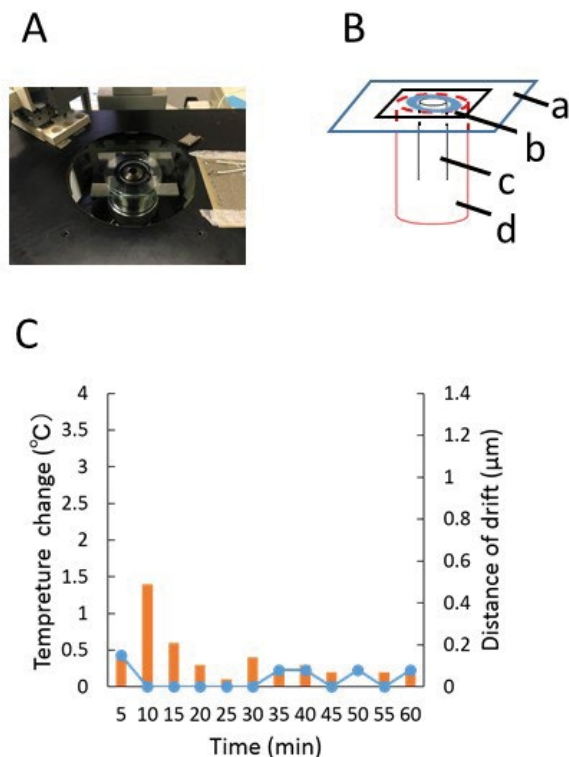 A
B
a
b
c
d
C
Tempreture change (℃)
4
3.5
3
2.5
2
1.5
1
0.5
0
Distance of drift (μm)
1.4
1.2
1
0.8
0.6
0.4
0.2
0
5 10 15 20 25 30 35 40 45 50 55 60
Time (min)